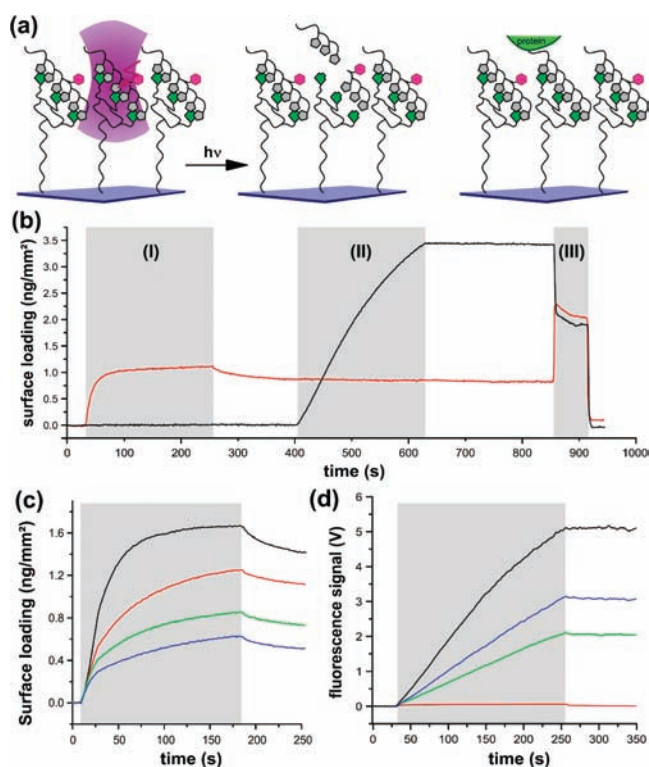 (a)
protein
hν
(b)
(I)
(II)
(III)
surface loading (ng/mm²)
3.5
3.0
2.5
2.0
1.5
1.0
0.5
0.0
0 100 200 300 400 500 600 700 800 900 1000
time (s)
(c)
Surface loading (ng/mm²)
1.6
1.2
0.8
0.4
0.0
0 50 100 150 200 250
time (s)
(d)
fluorescence signal (V)
6
5
4
3
2
1
0
0 50 100 150 200 250 300 350
time (s)